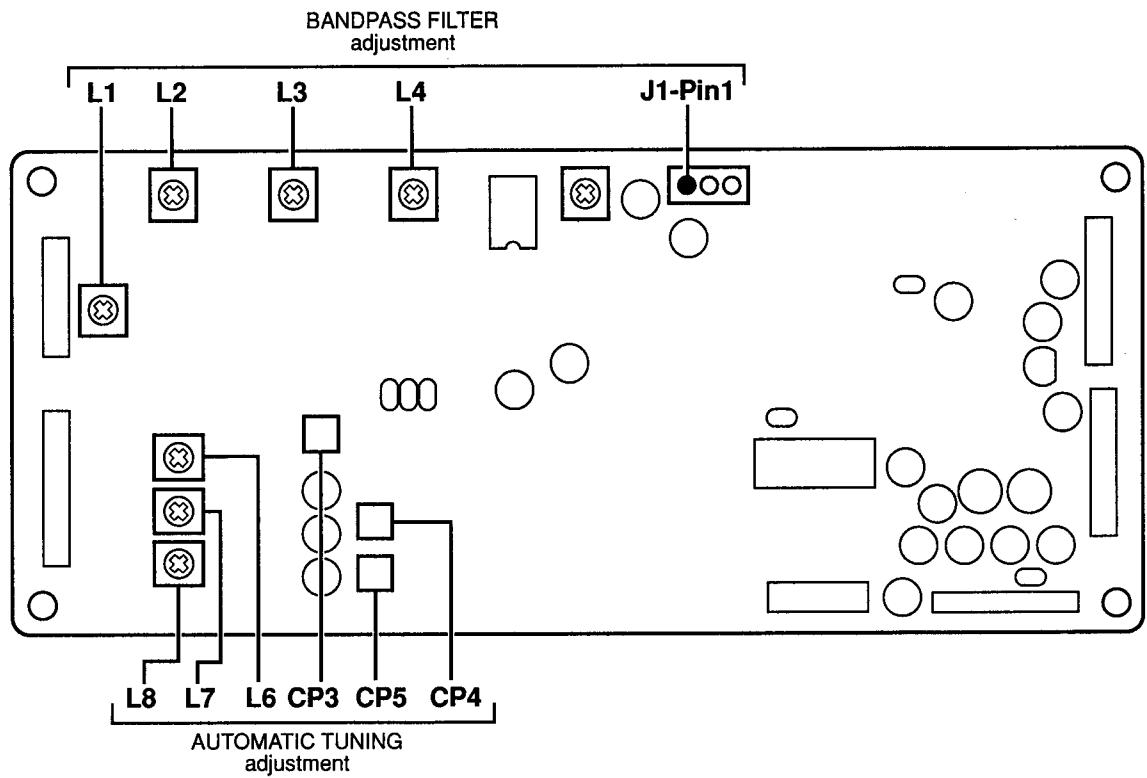 BANDPASS FILTER
adjustment
L1 L2 L3 L4 J1-Pin1
L8 L7 L6 CP3 CP5 CP4
AUTOMATIC TUNING
adjustment